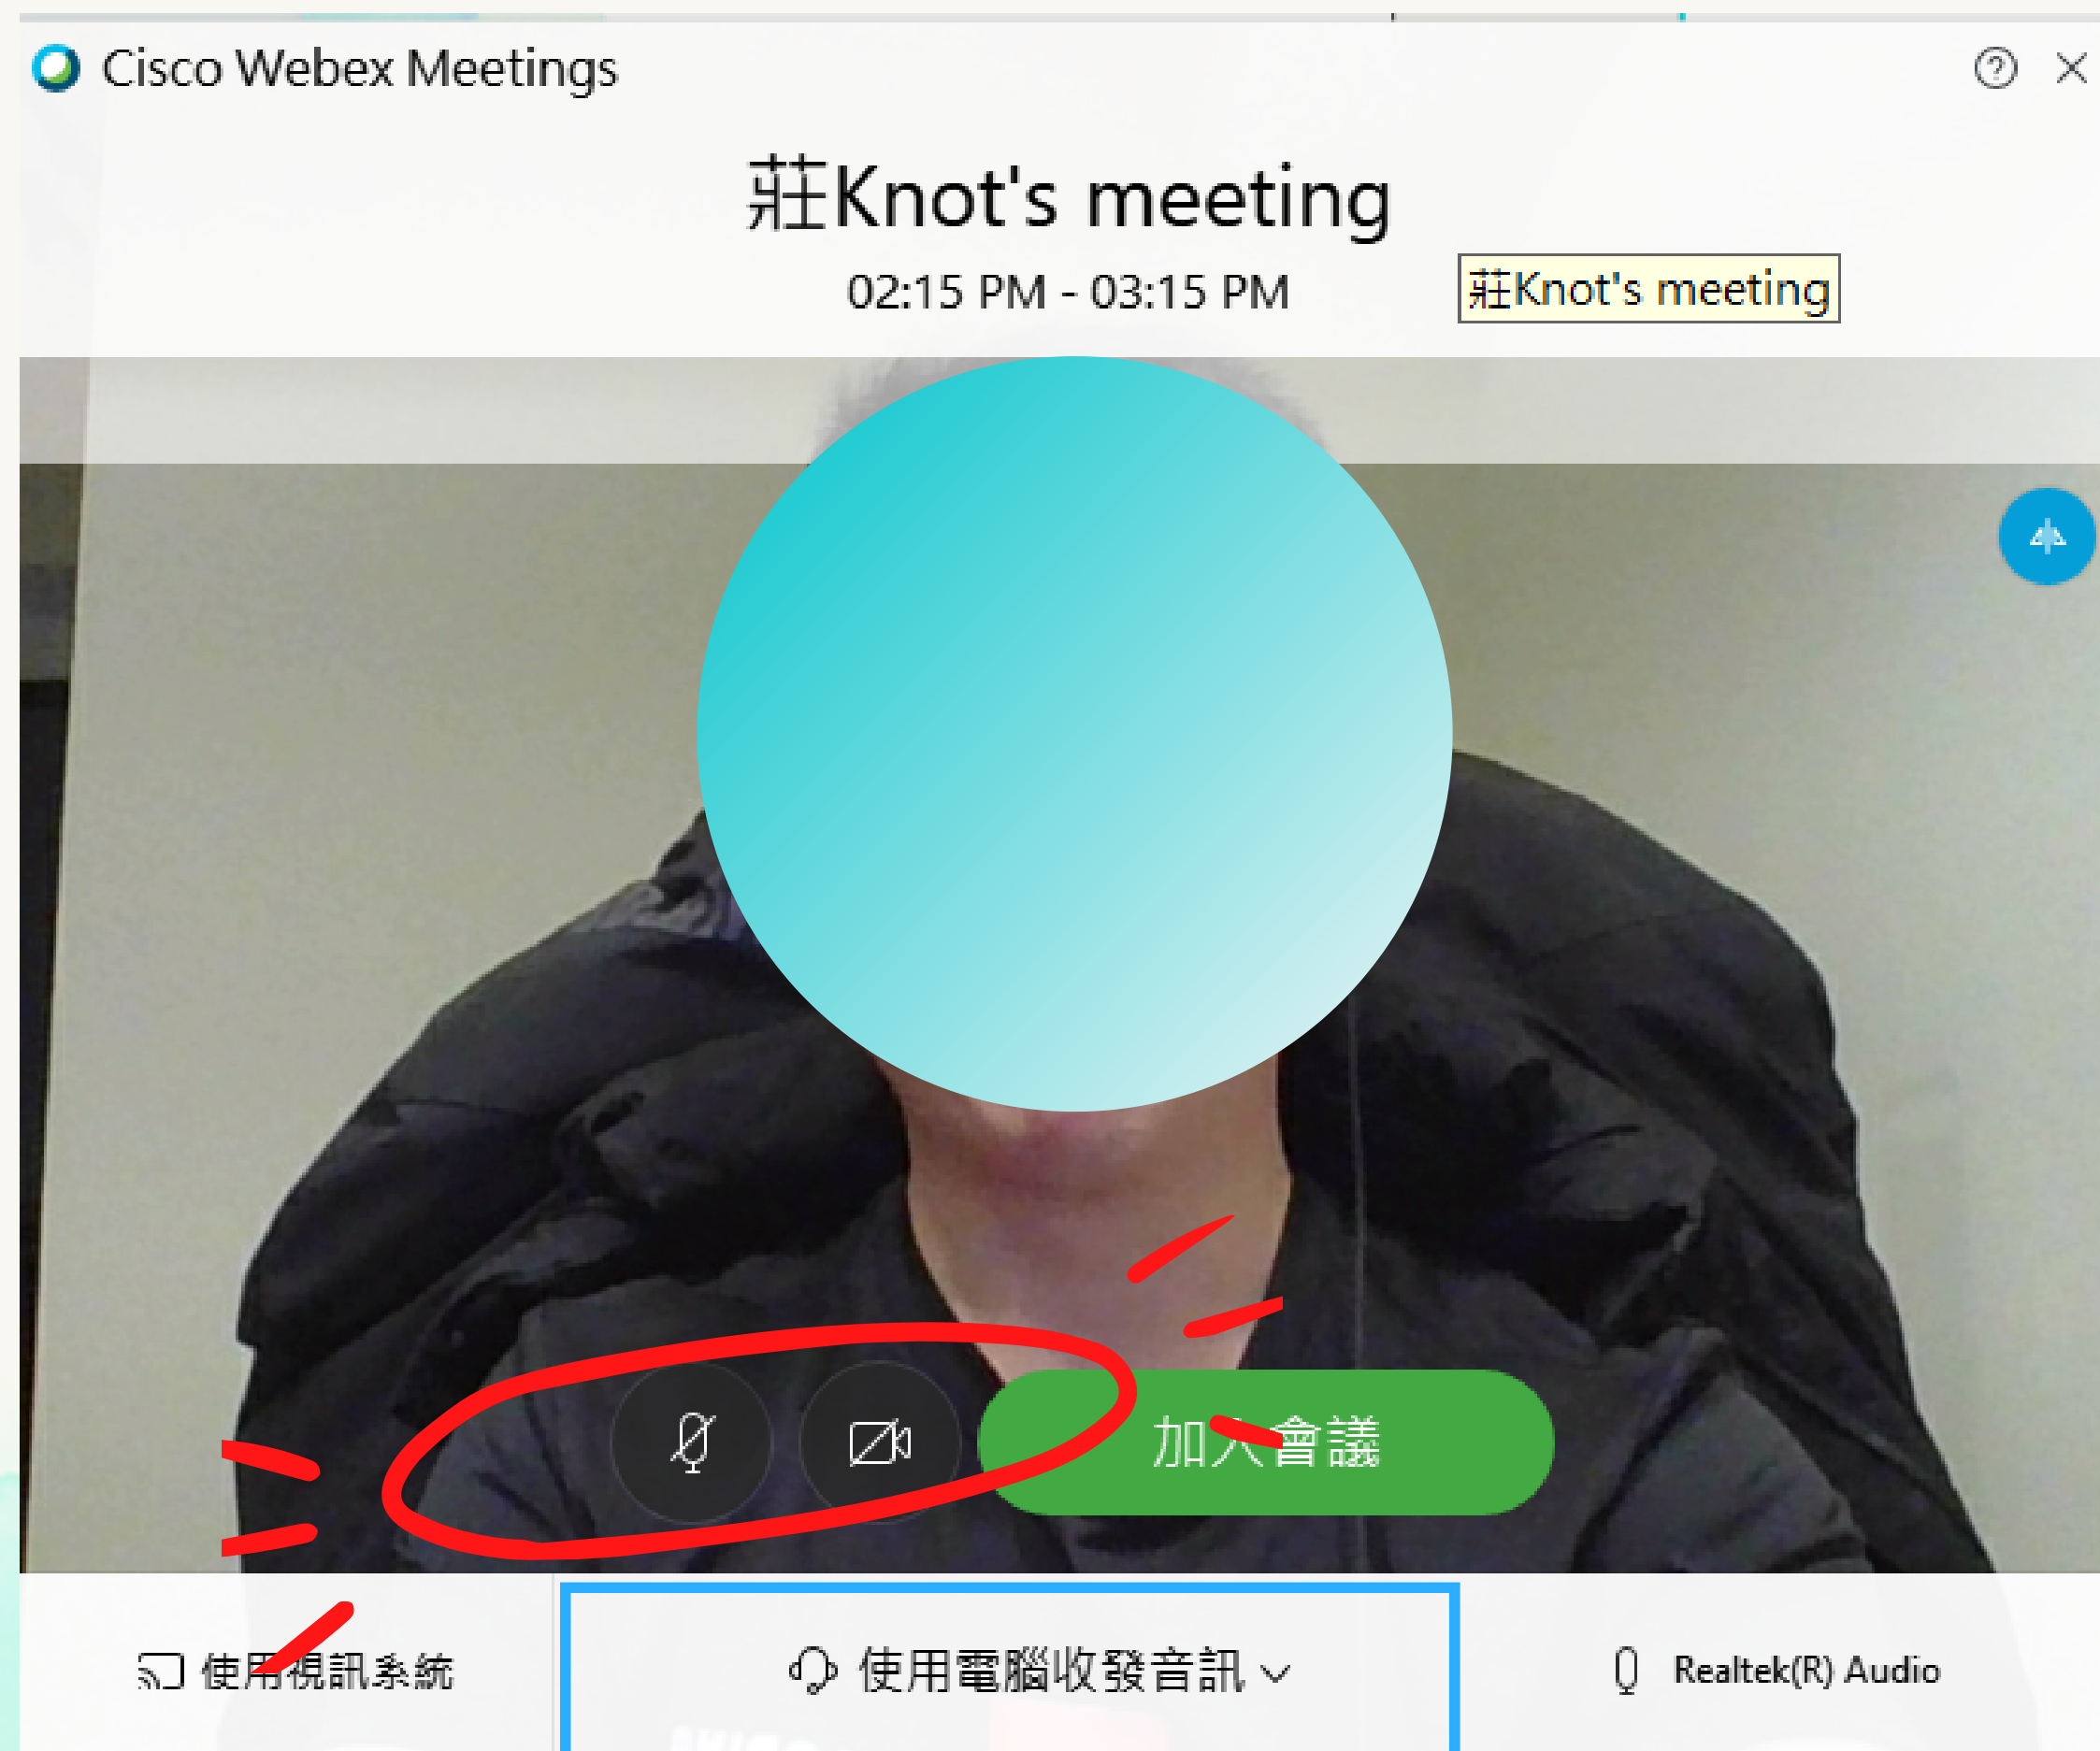 Cisco Webex Meetings
莊Knot's meeting
02:15 PM - 03:15 PM
莊Knot's meeting
加入會議
使用視訊系統
使用電腦收發音訊
Realtek(R) Audio